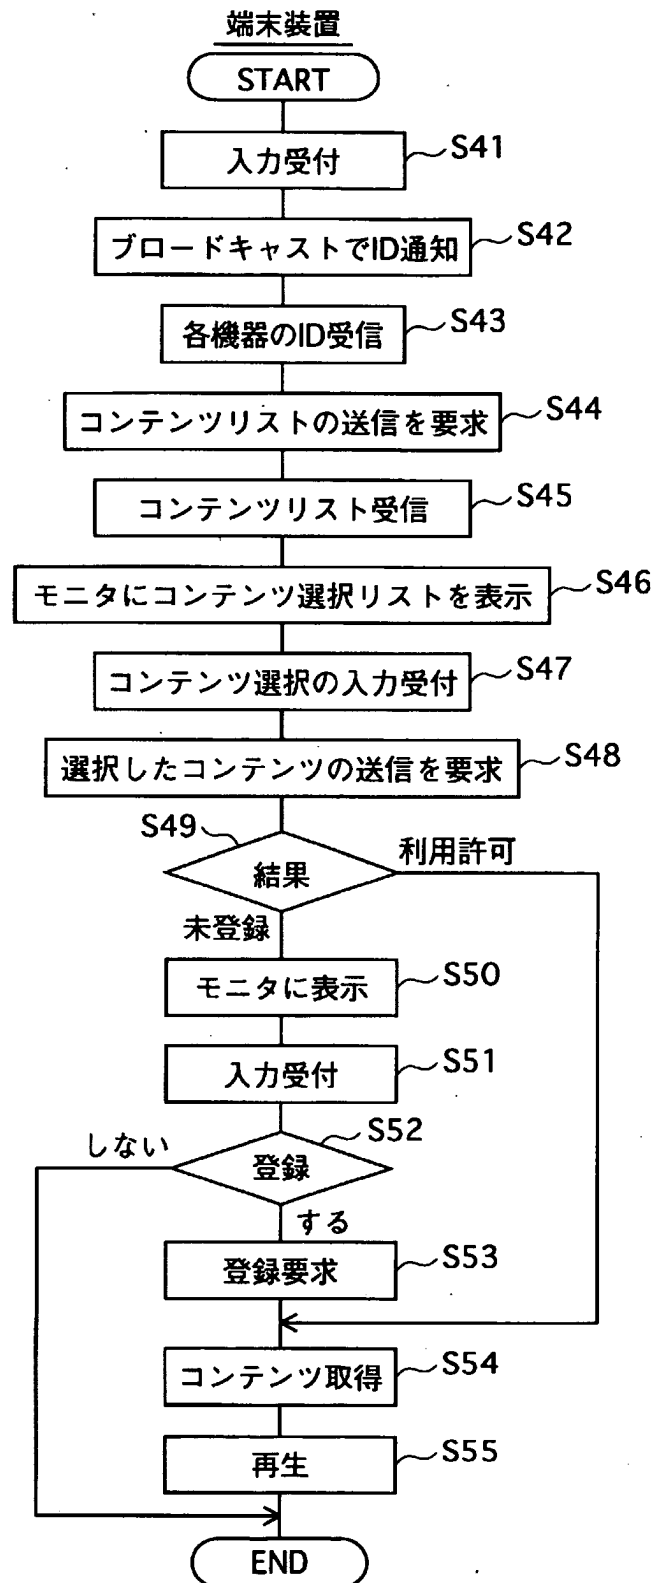 端末装置
START
入力受付 S41
ブロードキャストでID通知 S42
各機器のID受信 S43
コンテンツリストの送信を要求 S44
コンテンツリスト受信 S45
モニタにコンテンツ選択リストを表示 S46
コンテンツ選択の入力受付 S47
選択したコンテンツの送信を要求 S48
S49
結果
利用許可
未登録
モニタに表示 S50
入力受付 S51
S52
しない
登録
する
登録要求 S53
コンテンツ取得 S54
再生 S55
END